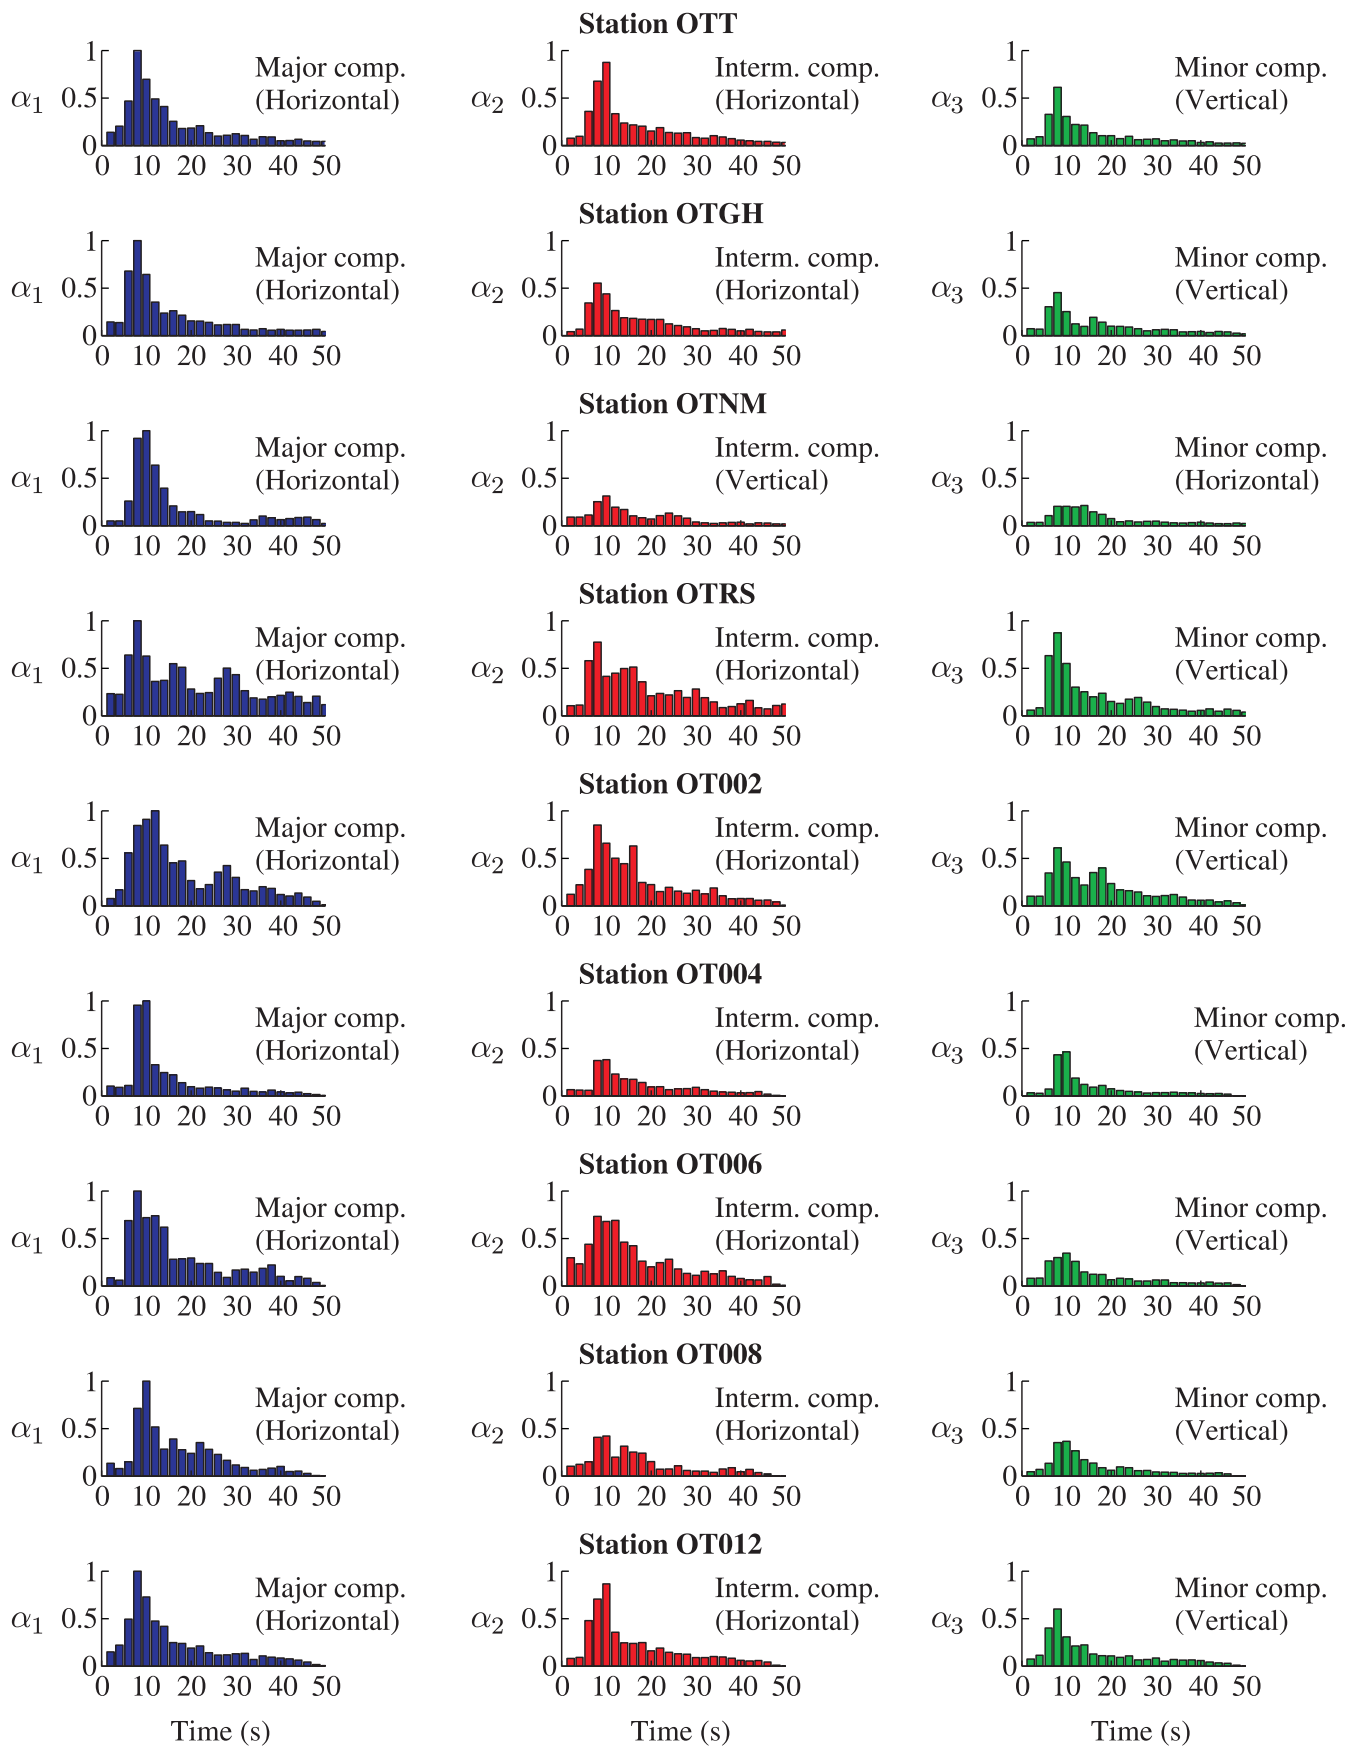 Station OTT
1 Major comp. 1 Interm. comp. 1 Minor comp.
α1 0.5 (Horizontal) α2 0.5 (Horizontal) α3 0.5 (Vertical)
0 0 0
0 10 20 30 40 50 0 10 20 30 40 50 0 10 20 30 40 50
Station OTGH
1 Major comp. 1 Interm. comp. 1 Minor comp.
α1 0.5 (Horizontal) α2 0.5 (Horizontal) α3 0.5 (Vertical)
0 0 0
0 10 20 30 40 50 0 10 20 30 40 50 0 10 20 30 40 50
Station OTNM
1 Major comp. 1 Interm. comp. 1 Minor comp.
α1 0.5 (Horizontal) α2 0.5 (Vertical) α3 0.5 (Horizontal)
0 0 0
0 10 20 30 40 50 0 10 20 30 40 50 0 10 20 30 40 50
Station OTRS
1 Major comp. 1 Interm. comp. 1 Minor comp.
α1 0.5 (Horizontal) α2 0.5 (Horizontal) α3 0.5 (Vertical)
0 0 0
0 10 20 30 40 50 0 10 20 30 40 50 0 10 20 30 40 50
Station OT002
1 Major comp. 1 Interm. comp. 1 Minor comp.
α1 0.5 (Horizontal) α2 0.5 (Horizontal) α3 0.5 (Vertical)
0 0 0
0 10 20 30 40 50 0 10 20 30 40 50 0 10 20 30 40 50
Station OT004
1 Major comp. 1 Interm. comp. 1 Minor comp.
α1 0.5 (Horizontal) α2 0.5 (Horizontal) α3 0.5 (Vertical)
0 0 0
0 10 20 30 40 50 0 10 20 30 40 50 0 10 20 30 40 50
Station OT006
1 Major comp. 1 Interm. comp. 1 Minor comp.
α1 0.5 (Horizontal) α2 0.5 (Horizontal) α3 0.5 (Vertical)
0 0 0
0 10 20 30 40 50 0 10 20 30 40 50 0 10 20 30 40 50
Station OT008
1 Major comp. 1 Interm. comp. 1 Minor comp.
α1 0.5 (Horizontal) α2 0.5 (Horizontal) α3 0.5 (Vertical)
0 0 0
0 10 20 30 40 50 0 10 20 30 40 50 0 10 20 30 40 50
Station OT012
1 Major comp. 1 Interm. comp. 1 Minor comp.
α1 0.5 (Horizontal) α2 0.5 (Horizontal) α3 0.5 (Vertical)
0 0 0
0 10 20 30 40 50 0 10 20 30 40 50 0 10 20 30 40 50
Time (s) Time (s) Time (s)